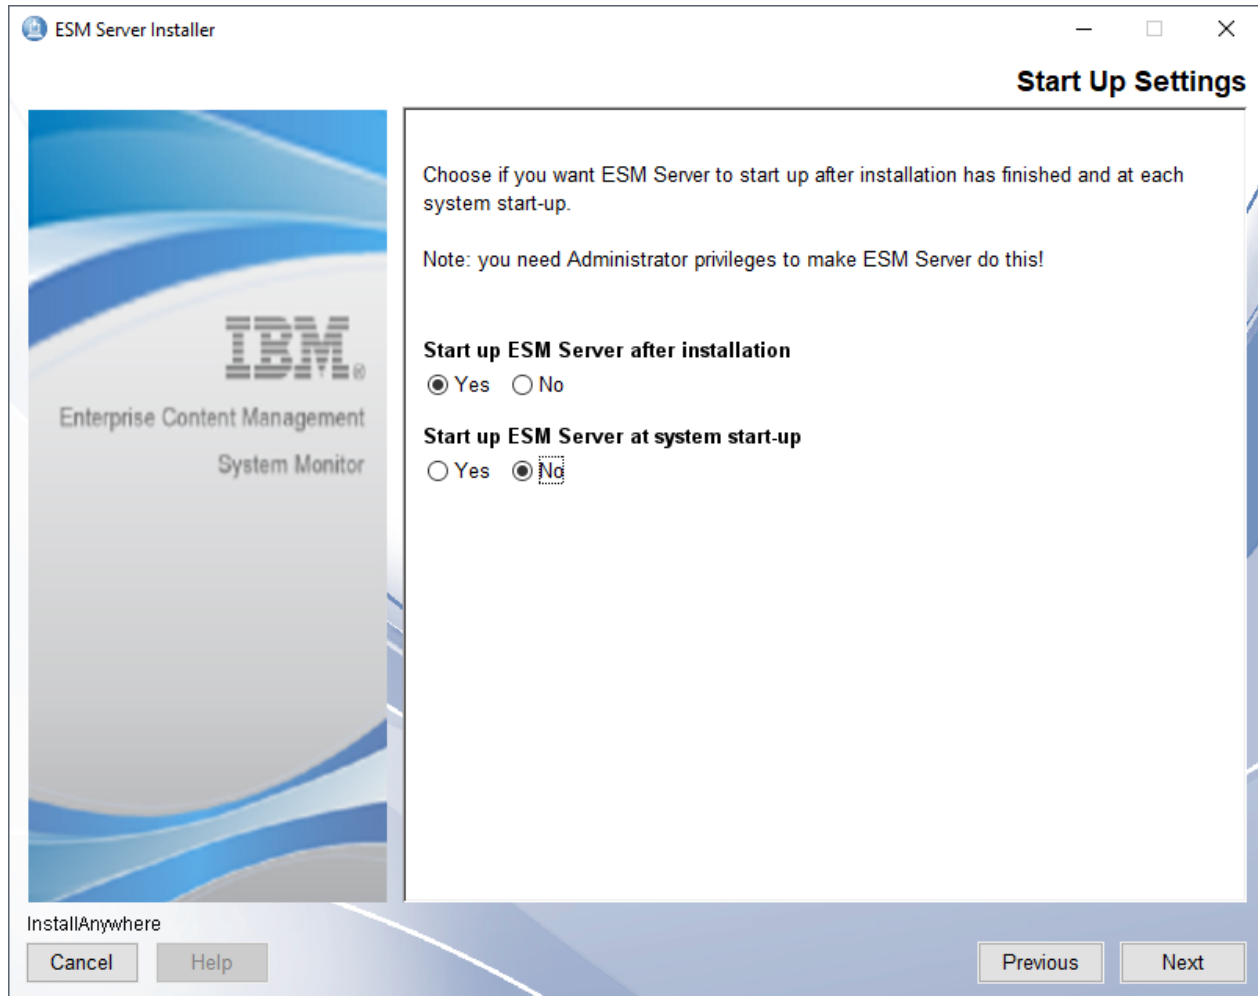 ESM Server Installer
Start Up Settings
Choose if you want ESM Server to start up after installation has finished and at each
system start-up.
Note: you need Administrator privileges to make ESM Server do this!
IBM®
Enterprise Content Management
System Monitor
Start up ESM Server after installation
Yes No
Start up ESM Server at system start-up
Yes No
InstallAnywhere
Cancel Help Previous Next